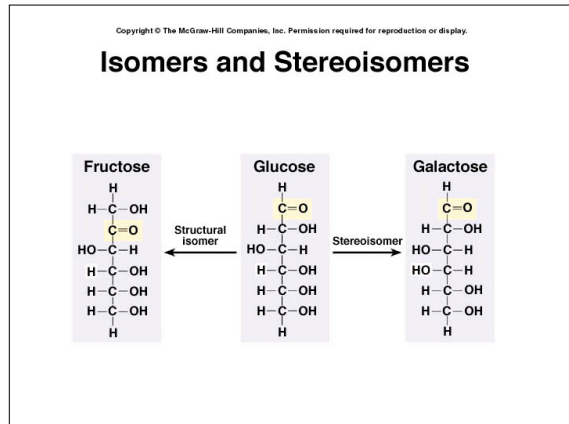 Copyright © The McGraw-Hill Companies, Inc. Permission required for reproduction or display.
Isomers and Stereoisomers
Fructose
H
H–C–OH
C=O
HO–C–H
H–C–OH
H–C–OH
H–C–OH
H
Structural
isomer
Glucose
H
C=O
H–C–OH
HO–C–H
H–C–OH
H–C–OH
H–C–OH
H
Stereoisomer
Galactose
H
C=O
H–C–OH
HO–C–H
HO–C–H
H–C–OH
H–C–OH
H